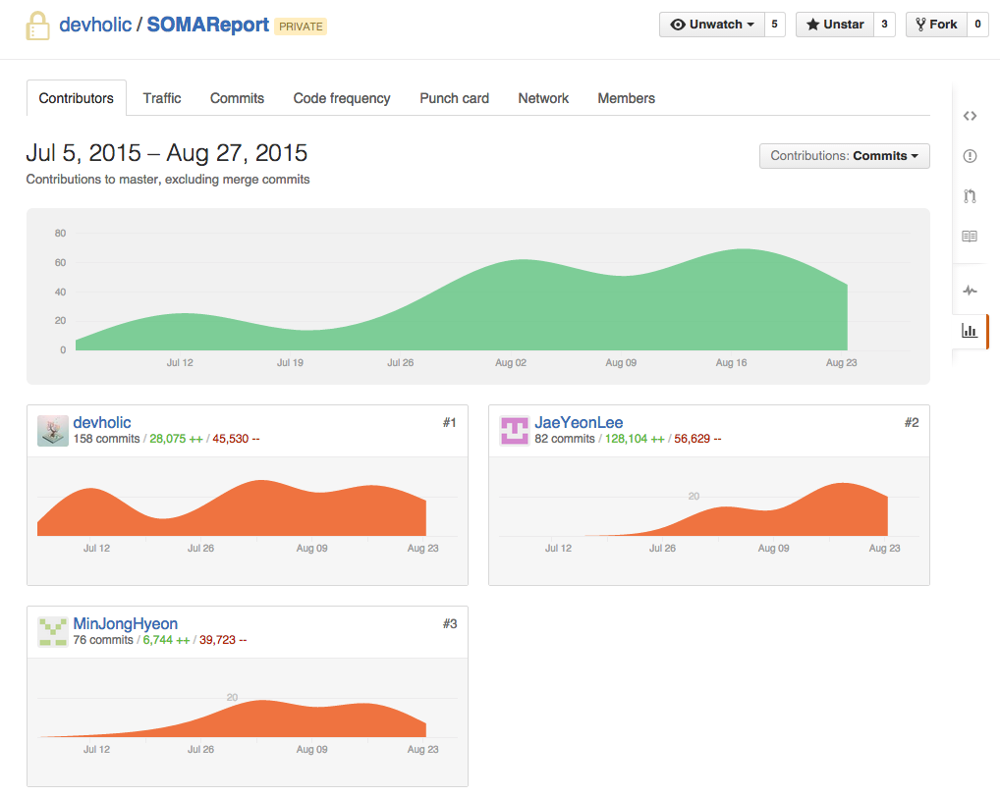 devholic / SOMAReport PRIVATE
Unwatch 5 Unstar 3 Fork 0
Contributors Traffic Commits Code frequency Punch card Network Members
Jul 5, 2015 – Aug 27, 2015
Contributions: Commits
Contributions to master, excluding merge commits
80
60
40
20
0
Jul 12 Jul 19 Jul 26 Aug 02 Aug 09 Aug 16 Aug 23
devholic #1
158 commits / 28,075 ++ / 45,530 --
Jul 12 Jul 26 Aug 09 Aug 23
JaeYeonLee #2
82 commits / 128,104 ++ / 56,629 --
20
Jul 12 Jul 26 Aug 09 Aug 23
MinJongHyeon #3
76 commits / 6,744 ++ / 39,723 --
20
Jul 12 Jul 26 Aug 09 Aug 23